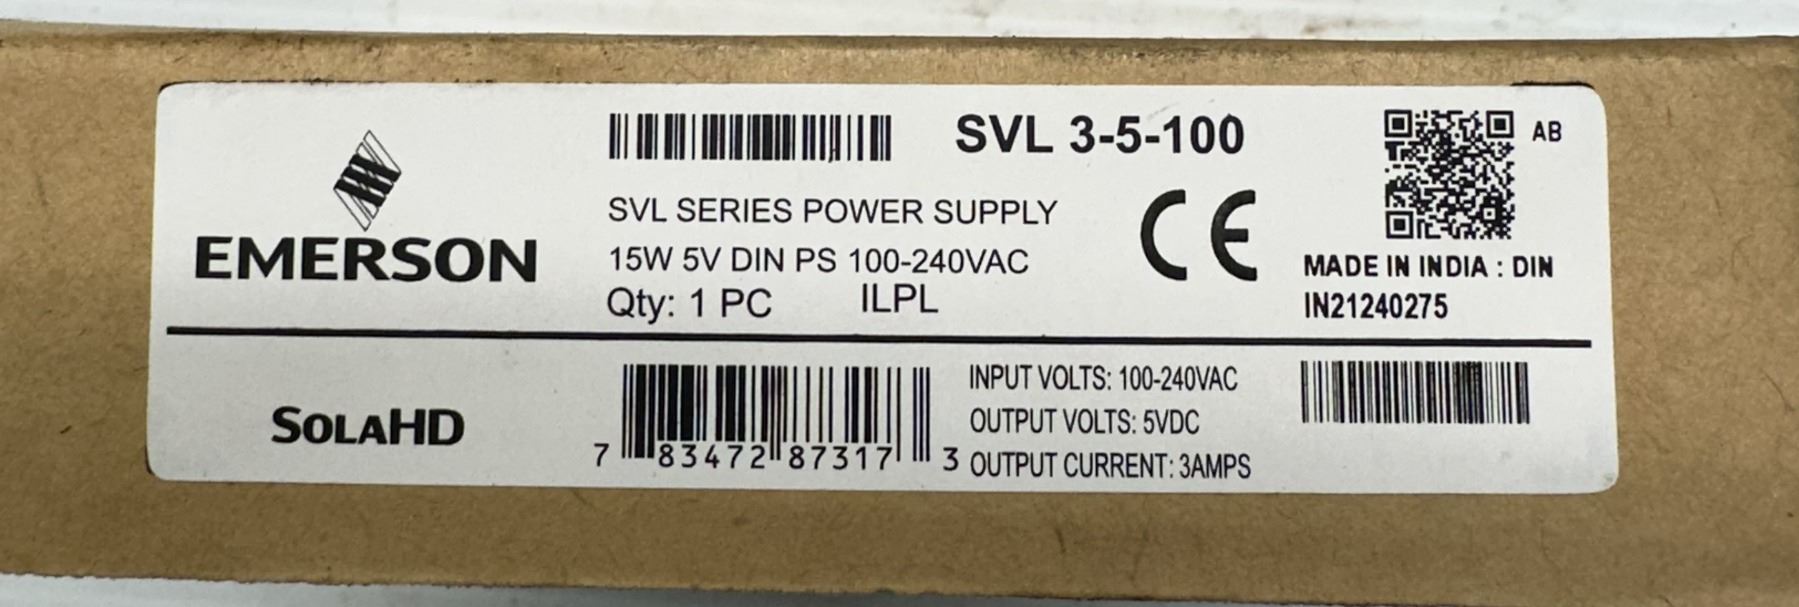 EMERSON
SVL 3-5-100
AB
SVL SERIES POWER SUPPLY
15W 5V DIN PS 100-240VAC
Qty: 1 PC ILPL
CE
MADE IN INDIA : DIN
IN21240275
SOLAHD
7 83472 87317 3
INPUT VOLTS: 100-240VAC
OUTPUT VOLTS: 5VDC
OUTPUT CURRENT: 3AMPS